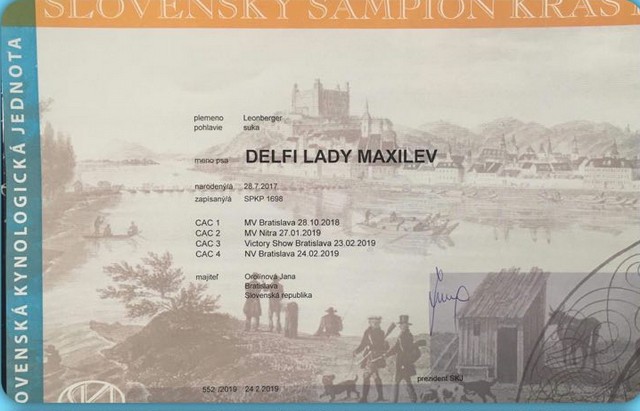 SLOVENSKÝ ŠAMPIÓN KRÁS
OVENSKÁ KYNOLOGICKÁ JEDNOTA
plemeno Leonberger
pohlavie suka
meno psa DELFI LADY MAXILEV
narodený/á 28.7.2017
zapísaný/á SPKP 1698
CAC 1 MV Bratislava 28.10.2018
CAC 2 MV Nitra 27.01.2019
CAC 3 Victory Show Bratislava 23.02.2019
CAC 4 NV Bratislava 24.02.2019
majiteľ Orolínová Jana
Bratislava
Slovenská republika
552 /2019 24.2.2019
prezident SKJ